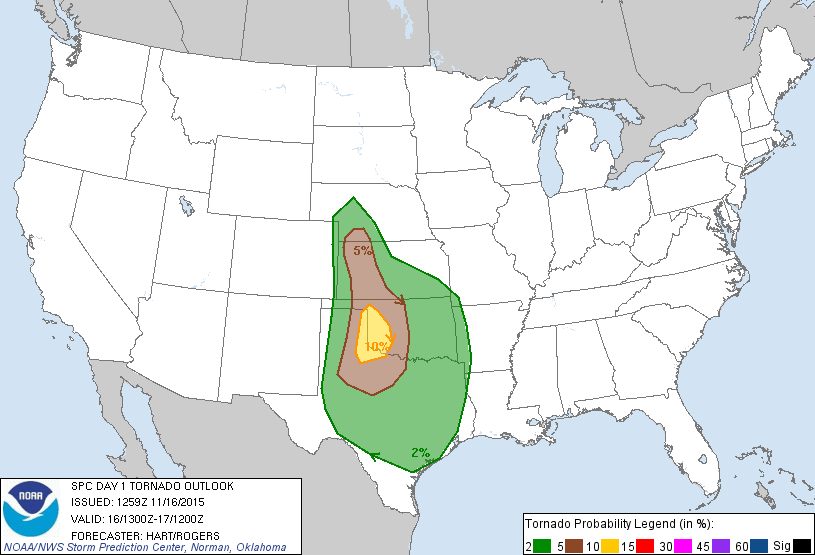 5%
10%
2%
NOAA
SPC DAY 1 TORNADO OUTLOOK
ISSUED: 1259Z 11/16/2015
VALID: 16/1300Z-17/1200Z
FORECASTER: HART/ROGERS
NOAA/NWS Storm Prediction Center, Norman, Oklahoma
Tornado Probability Legend (in %):
2 5 10 15 30 45 60 Sig